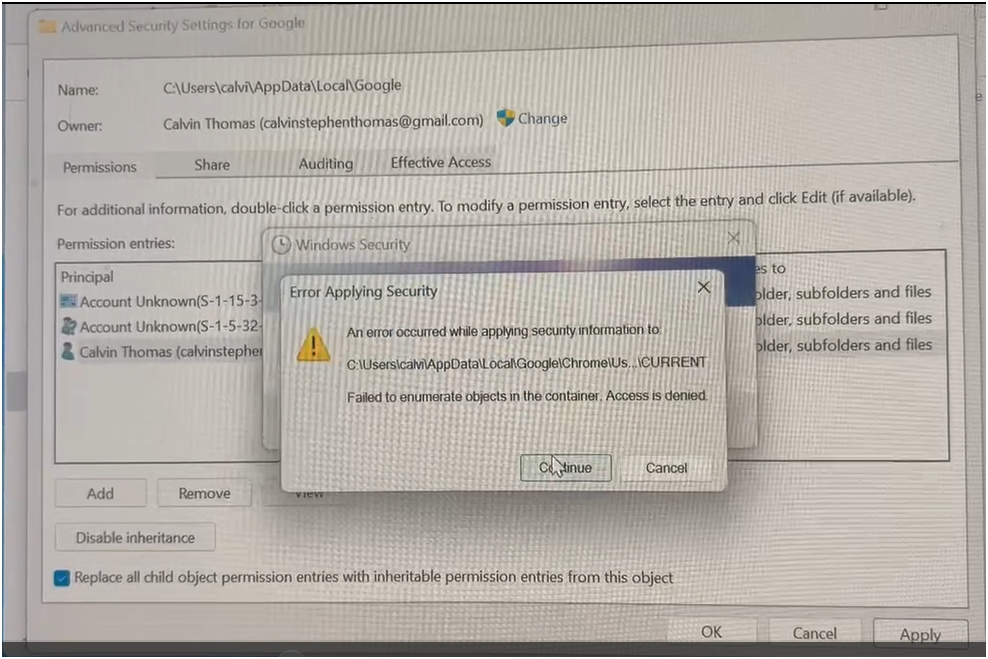 Advanced Security Settings for Google
Name: C:\Users\calvi\AppData\Local\Google
Owner: Calvin Thomas (calvinstephenthomas@gmail.com) Change
Permissions Share Auditing Effective Access
For additional information, double-click a permission entry. To modify a permission entry, select the entry and click Edit (if available).
Permission entries:
Windows Security
Principal
es to
Account Unknown(S-1-15-3-
older, subfolders and files
Account Unknown(S-1-5-32-
older, subfolders and files
Calvin Thomas (calvinstepher
older, subfolders and files
Error Applying Security
An error occurred while applying security information to:
C:\Users\calvi\AppData\Local\Google\Chrome\Us...\CURRENT
Failed to enumerate objects in the container. Access is denied.
Continue Cancel
Add Remove View
Disable inheritance
Replace all child object permission entries with inheritable permission entries from this object
OK Cancel Apply